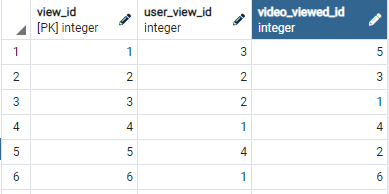 view_id user_view_id video_viewed_id
[PK] integer integer integer
1 1 3 5
2 2 2 3
3 3 2 1
4 4 1 4
5 5 4 2
6 6 1 6